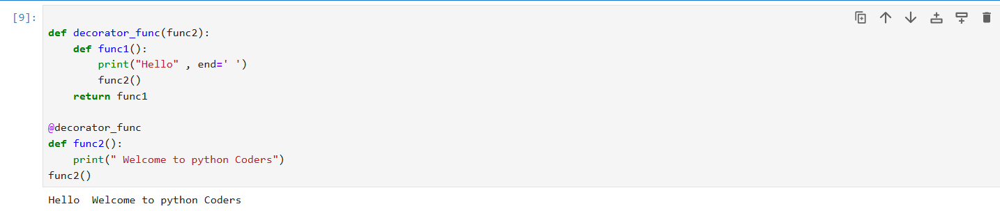 [9]:
def decorator_func(func2):
    def func1():
        print("Hello" , end=' ')
        func2()
    return func1

@decorator_func
def func2():
    print(" Welcome to python Coders")
func2()
Hello  Welcome to python Coders